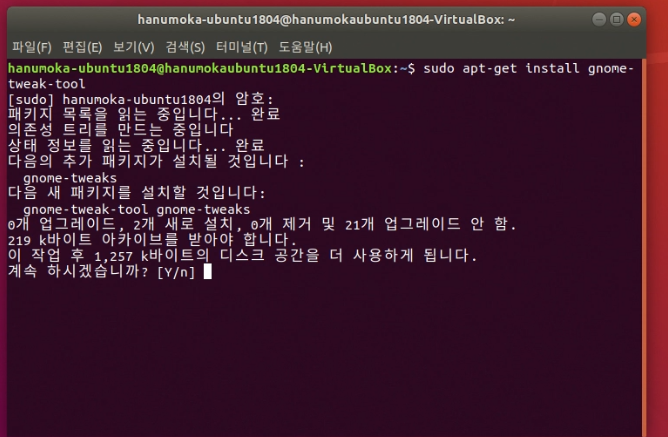 hanumoka-ubuntu1804@hanumokaubuntu1804-VirtualBox: ~
파일(F) 편집(E) 보기(V) 검색(S) 터미널(T) 도움말(H)
hanumoka-ubuntu1804@hanumokaubuntu1804-VirtualBox:~$ sudo apt-get install gnome-
tweak-tool
[sudo] hanumoka-ubuntu1804의 암호:
패키지 목록을 읽는 중입니다... 완료
의존성 트리를 만드는 중입니다
상태 정보를 읽는 중입니다... 완료
다음의 추가 패키지가 설치될 것입니다 :
gnome-tweaks
다음 새 패키지를 설치할 것입니다:
gnome-tweak-tool gnome-tweaks
0개 업그레이드, 2개 새로 설치, 0개 제거 및 21개 업그레이드 안 함.
219 k바이트 아카이브를 받아야 합니다.
이 작업 후 1,257 k바이트의 디스크 공간을 더 사용하게 됩니다.
계속 하시겠습니까? [Y/n]